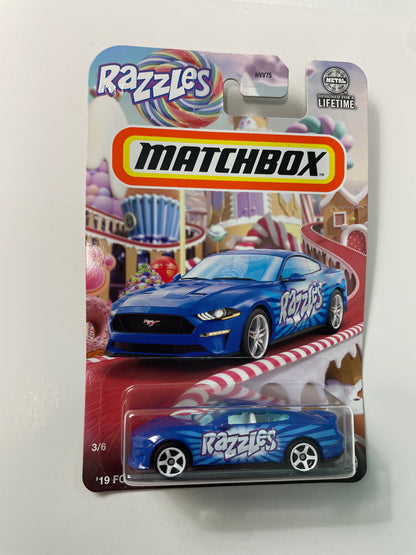 RAZZLES
HVV75
METAL
DESIGNED FOR A
LIFETIME
MATCHBOX
RAZZLES
RAZZLES
3/6
'19 FO